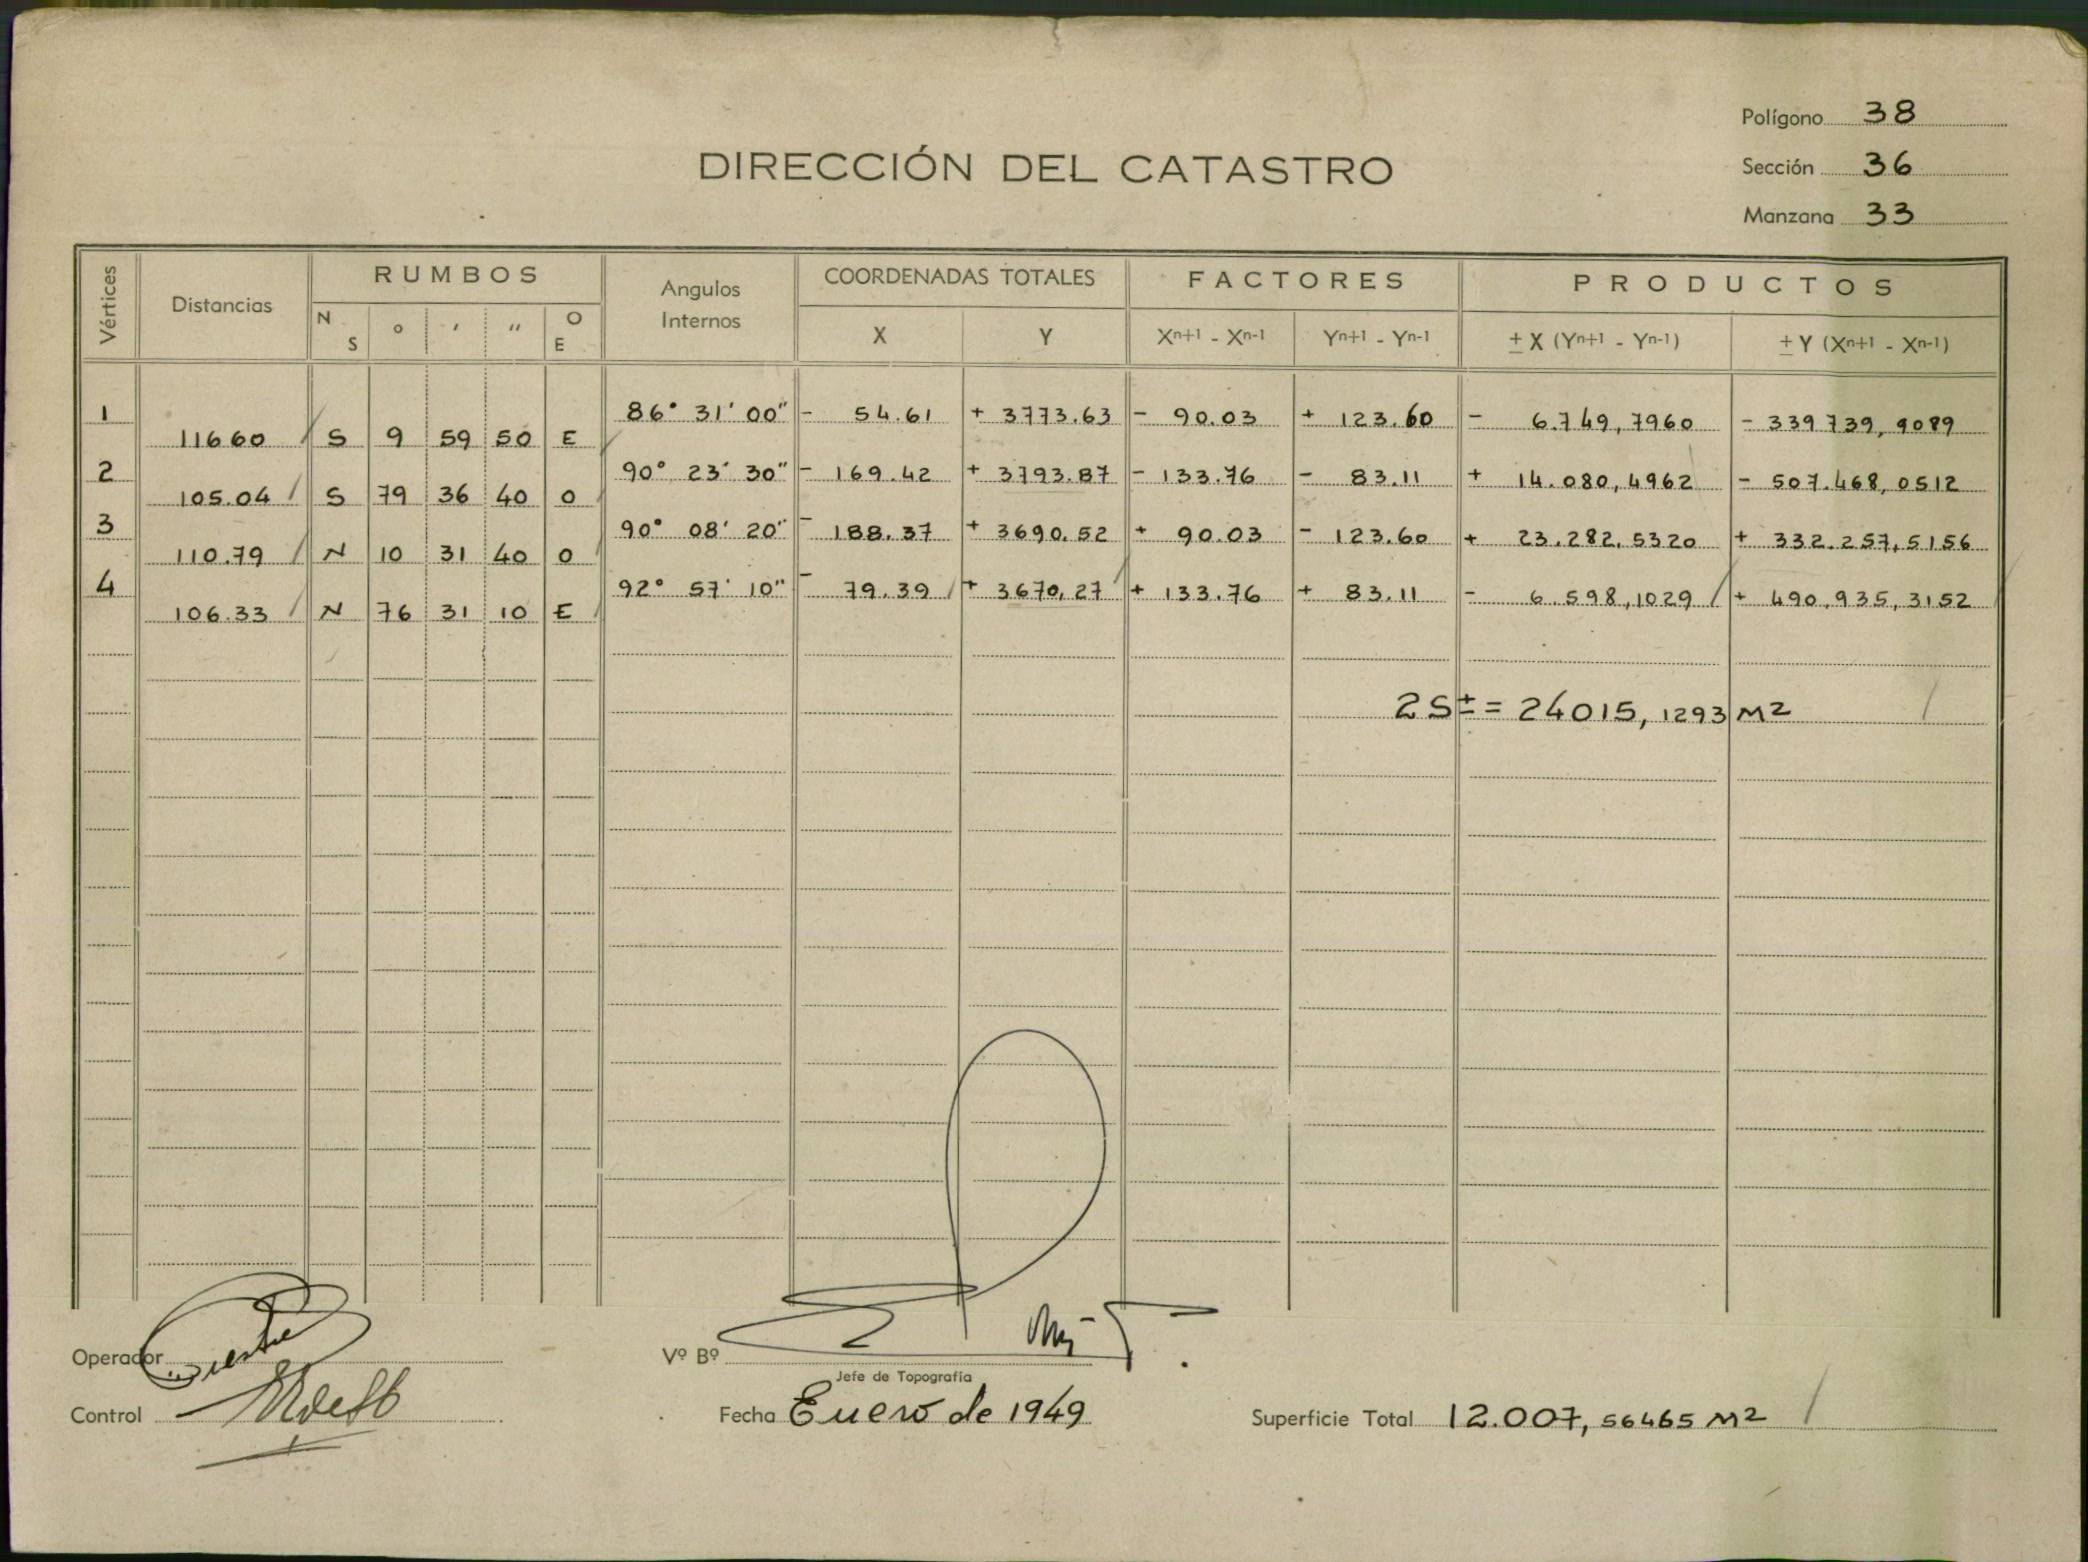 Polígono 38
DIRECCIÓN DEL CATASTRO
Sección 36
Manzana 33
Vértices Distancias RUMBOS Angulos Internos COORDENADAS TOTALES FACTORES PRODUCTOS
N S ° ' '' O E X Y Xn+1 - Xn-1 Yn+1 - Yn-1 ± X (Yn+1 - Yn-1) ± Y (Xn+1 - Xn-1)
1 86° 31' 00" - 54.61 + 3773.63 - 90.03 + 123.60 - 6.749,7960 - 339739,9089
11660 S 9 59 50 E
2 90° 23' 30" - 169.42 + 3793.87 - 133.76 - 83.11 + 14.080,4962 - 507.468,0512
105.04 S 79 36 40 O
3 90° 08' 20" - 188.37 + 3690.52 + 90.03 - 123.60 + 23.282,5320 + 332.257,5156
110.79 N 10 31 40 O
4 92° 57' 10" - 79.39 + 3670,27 + 133.76 + 83.11 - 6.598,1029 + 490.935,3152
106.33 N 76 31 10 E
2S± = 24015,1293 M2
Operador
Vº Bº
Jefe de Topografía
Control
Fecha Enero de 1949
Superficie Total 12.007,56465 M2